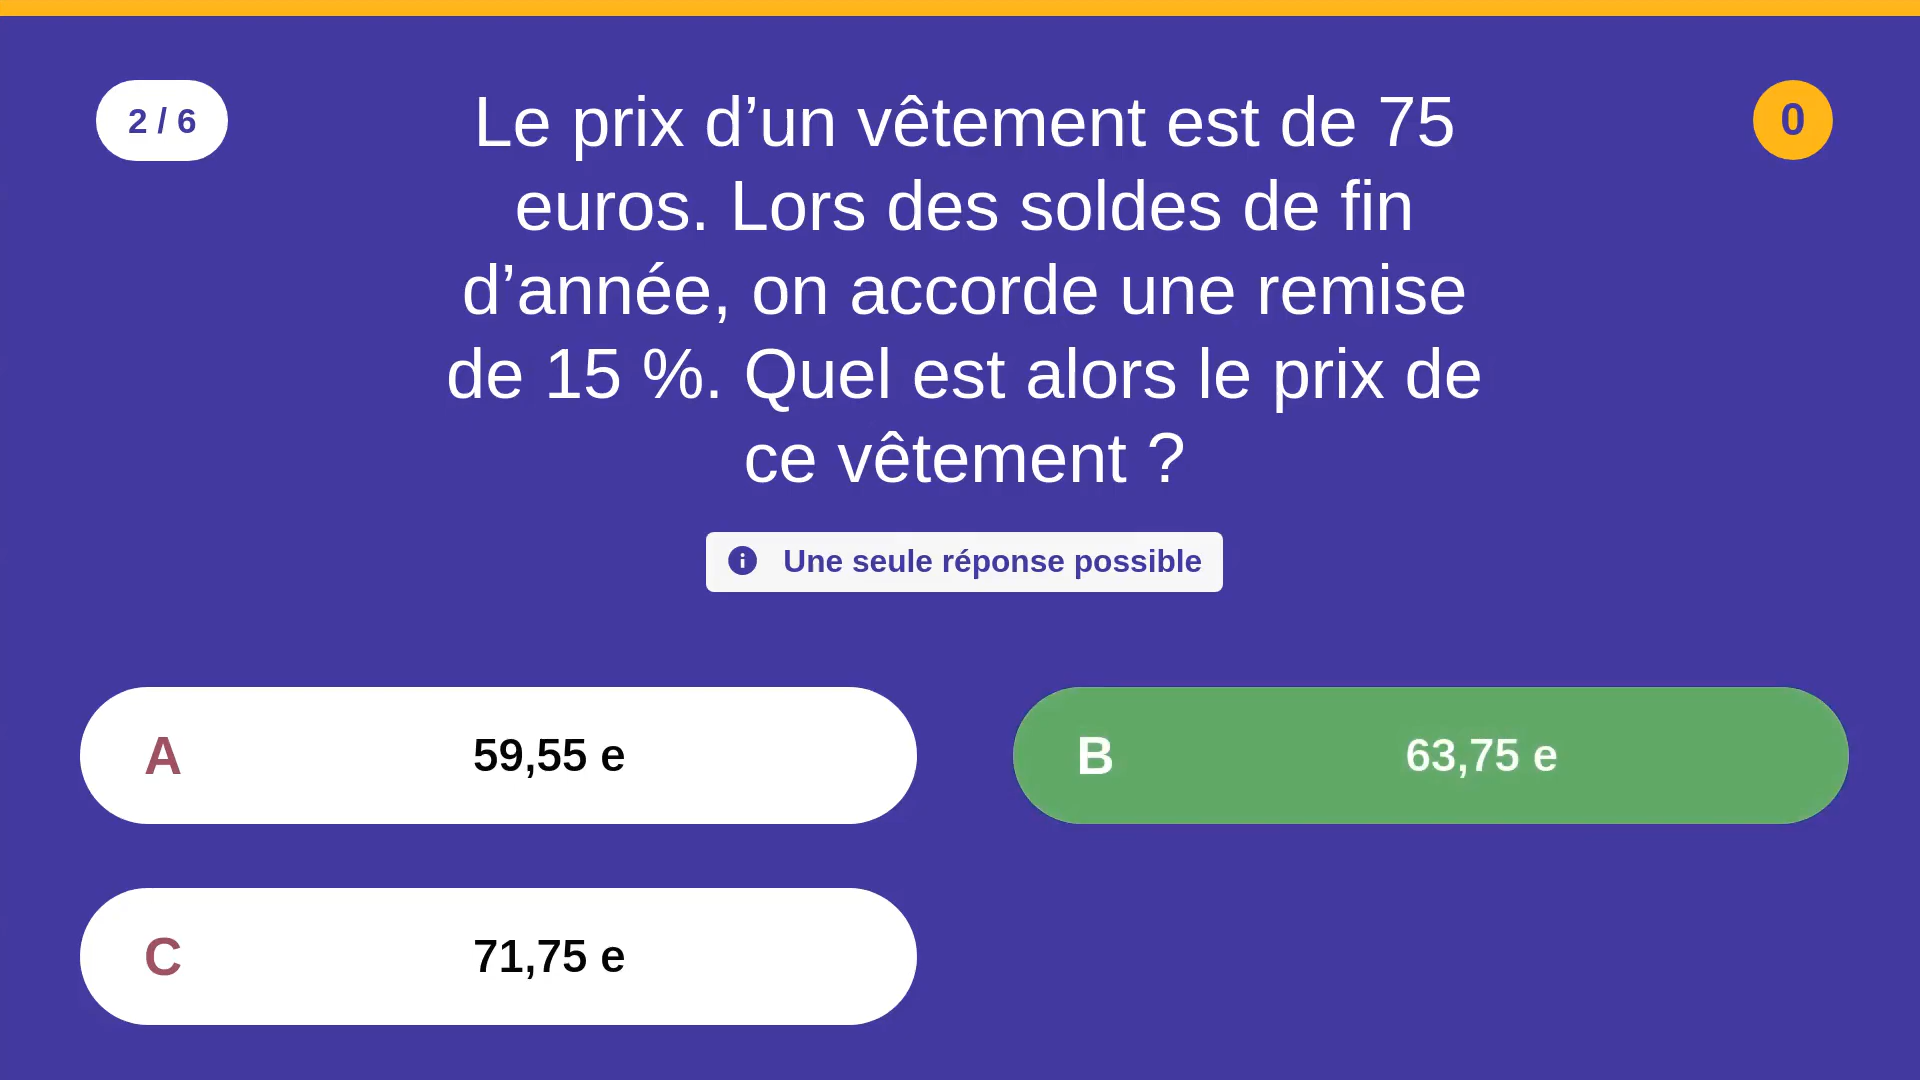 2 / 6
Le prix d’un vêtement est de 75
euros. Lors des soldes de fin
d’année, on accorde une remise
de 15 %. Quel est alors le prix de
ce vêtement ?
0
Une seule réponse possible
A 59,55 e
B 63,75 e
C 71,75 e